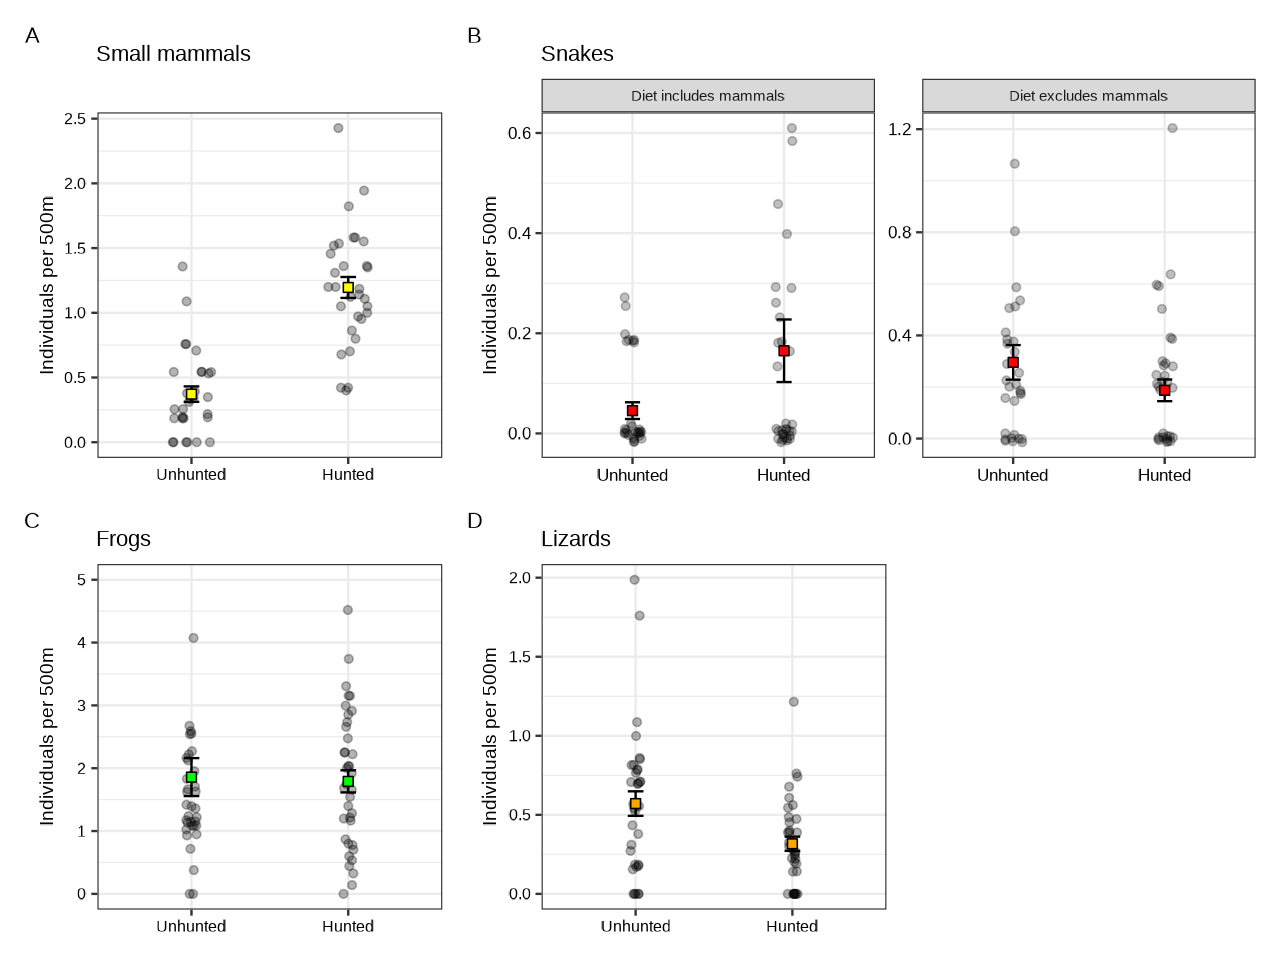 A
Small mammals
Individuals per 500m
2.5
2.0
1.5
1.0
0.5
0.0
Unhunted
Hunted
B
Snakes
Individuals per 500m
Diet includes mammals
0.6
0.4
0.2
0.0
Unhunted
Hunted
Diet excludes mammals
1.2
0.8
0.4
0.0
Unhunted
Hunted
C
Frogs
Individuals per 500m
5
4
3
2
1
0
Unhunted
Hunted
D
Lizards
Individuals per 500m
2.0
1.5
1.0
0.5
0.0
Unhunted
Hunted